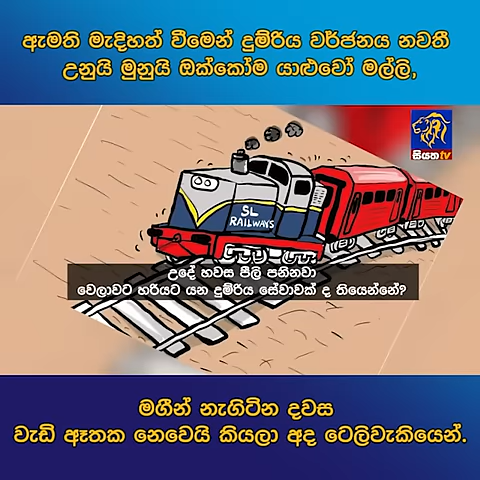 ඇමති මැදිහත් වීමෙන් දුම්රිය වර්ජනය නවතී
උනුයි මුනුයි ඔක්කෝම යාළුවෝ මල්ලි,
සියත tv
SL
RAILWAYS
උදේ හවස පීලි පනිනවා
වෙලාවට හරියට යන දුම්රිය සේවාවක් ද තියෙන්නේ?
මගීන් නැගිටින දවස
වැඩි ඈතක නෙවෙයි කියලා අද ටෙලිවැකියෙන්.